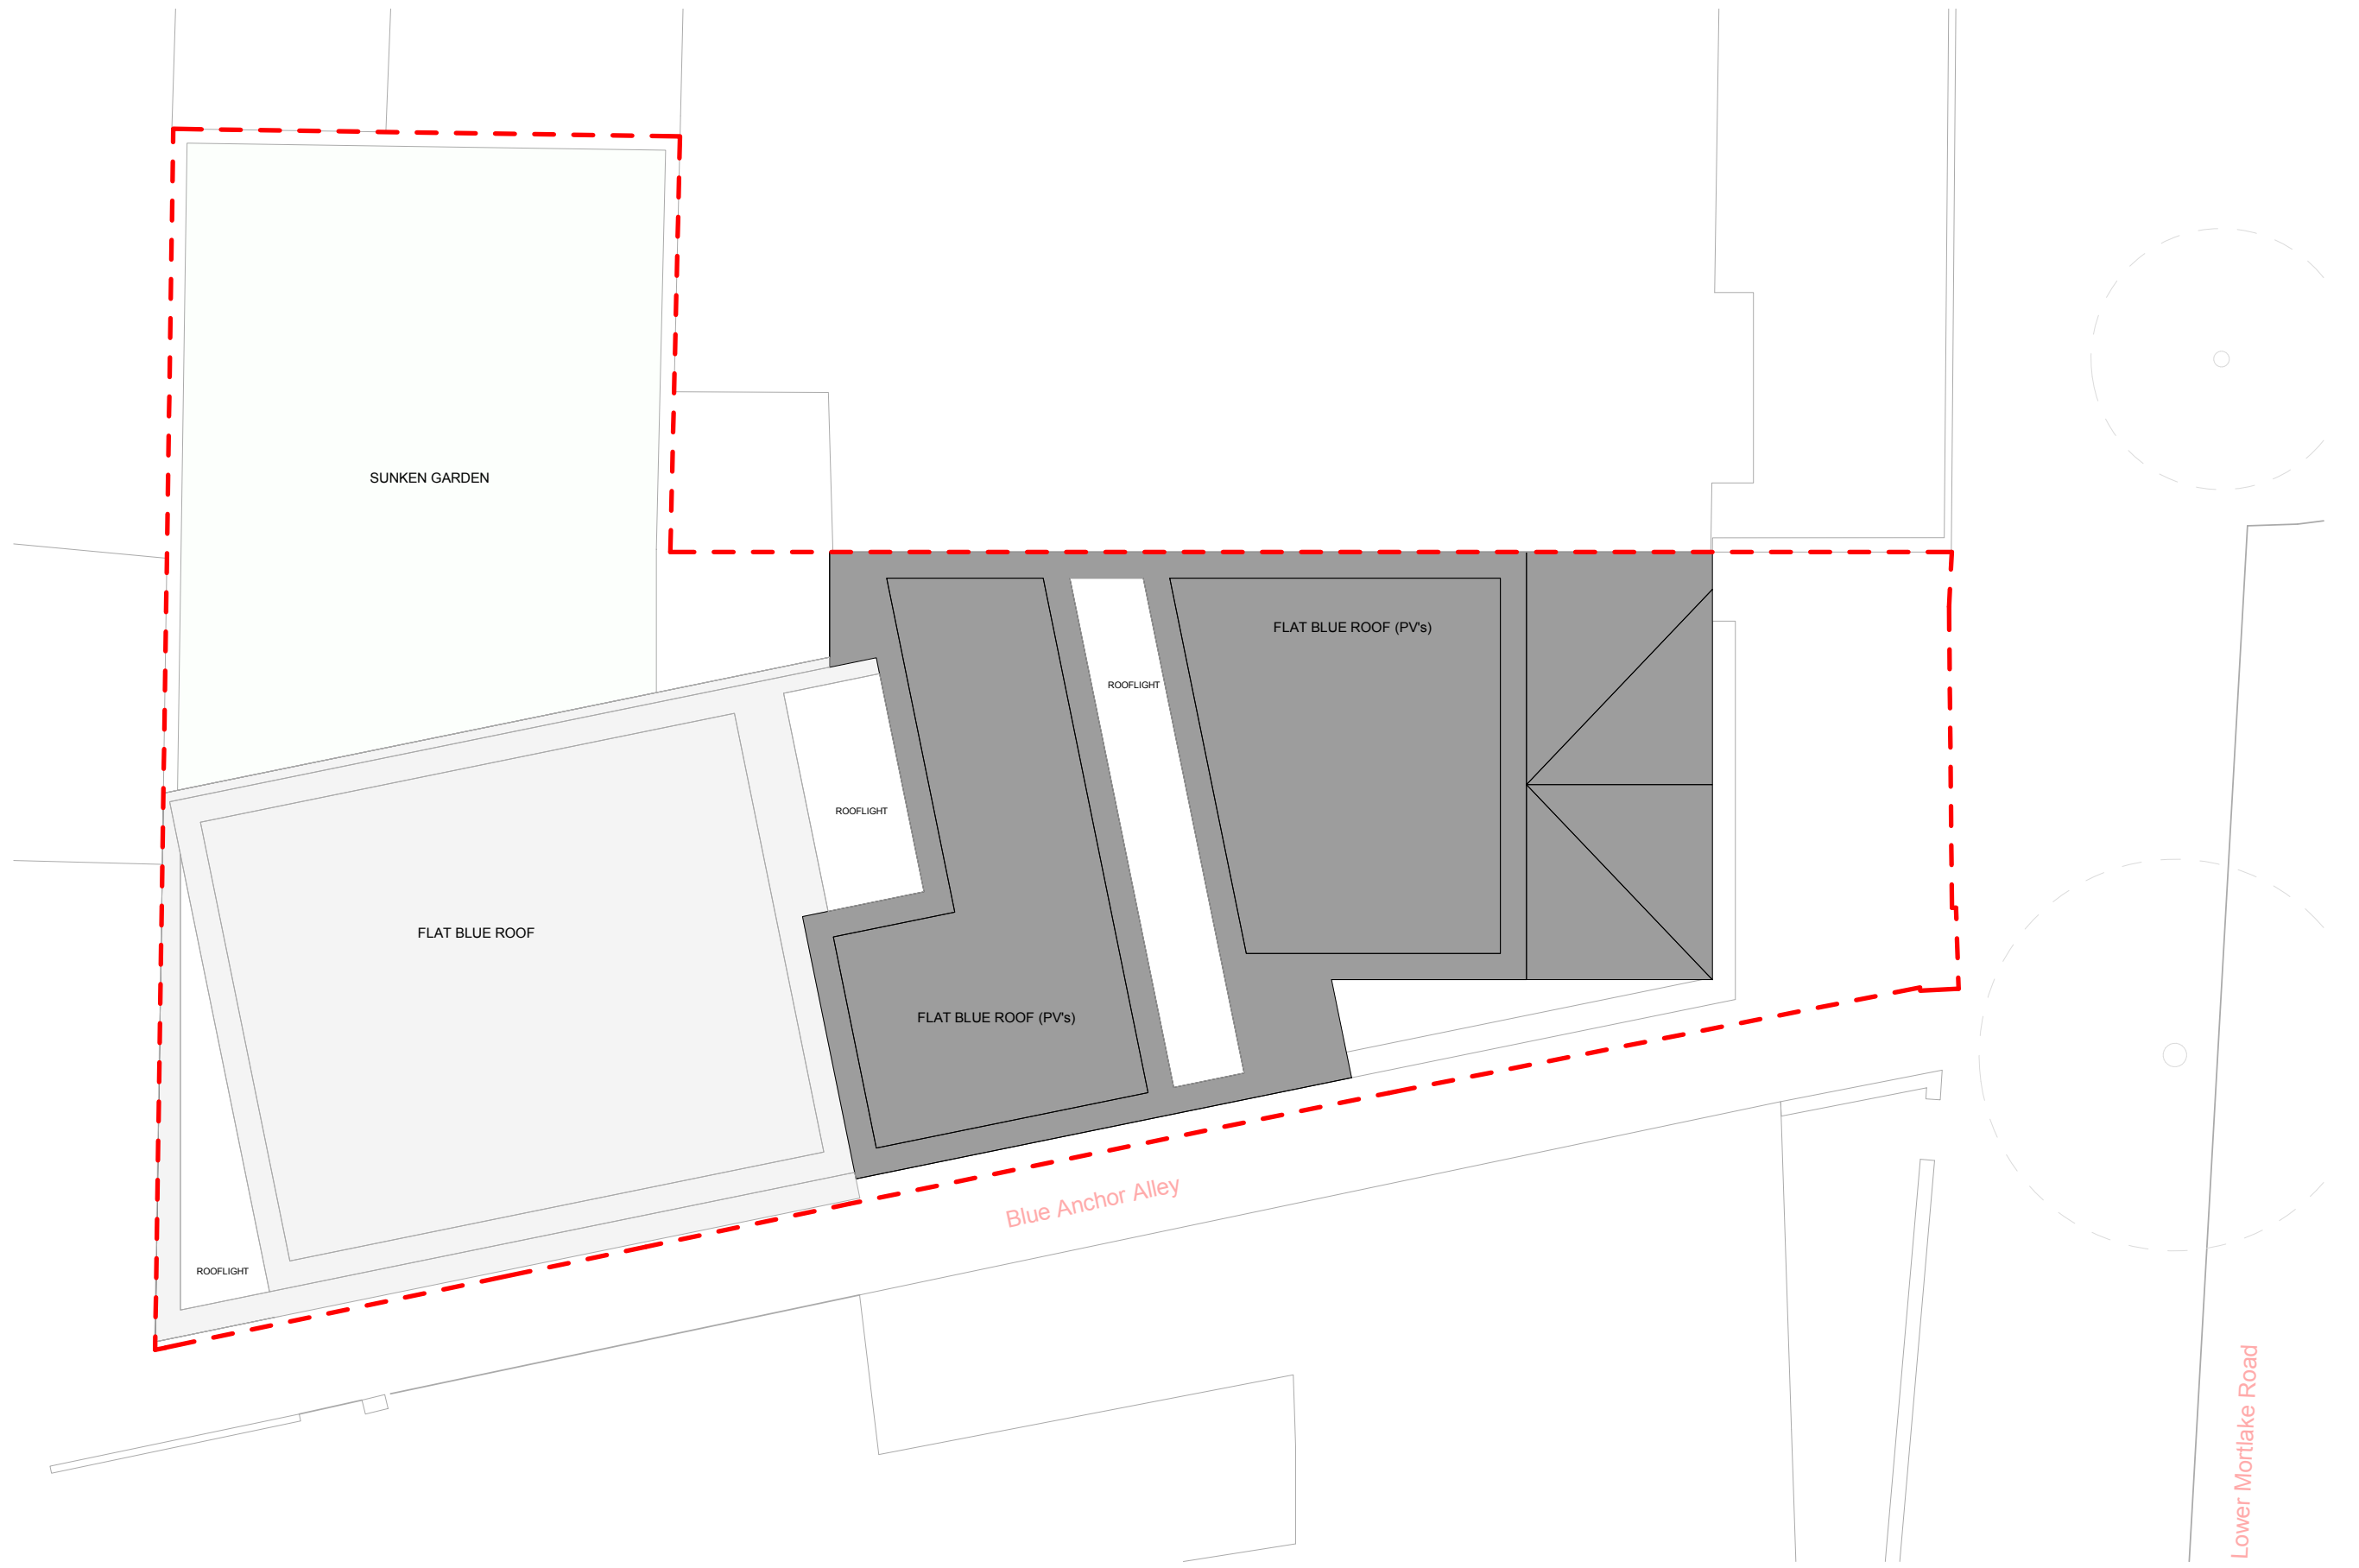 SUNKEN GARDEN
FLAT BLUE ROOF (PV's)
ROOFLIGHT
ROOFLIGHT
FLAT BLUE ROOF
FLAT BLUE ROOF (PV's)
Blue Anchor Alley
ROOFLIGHT
Lower Mortlake Road